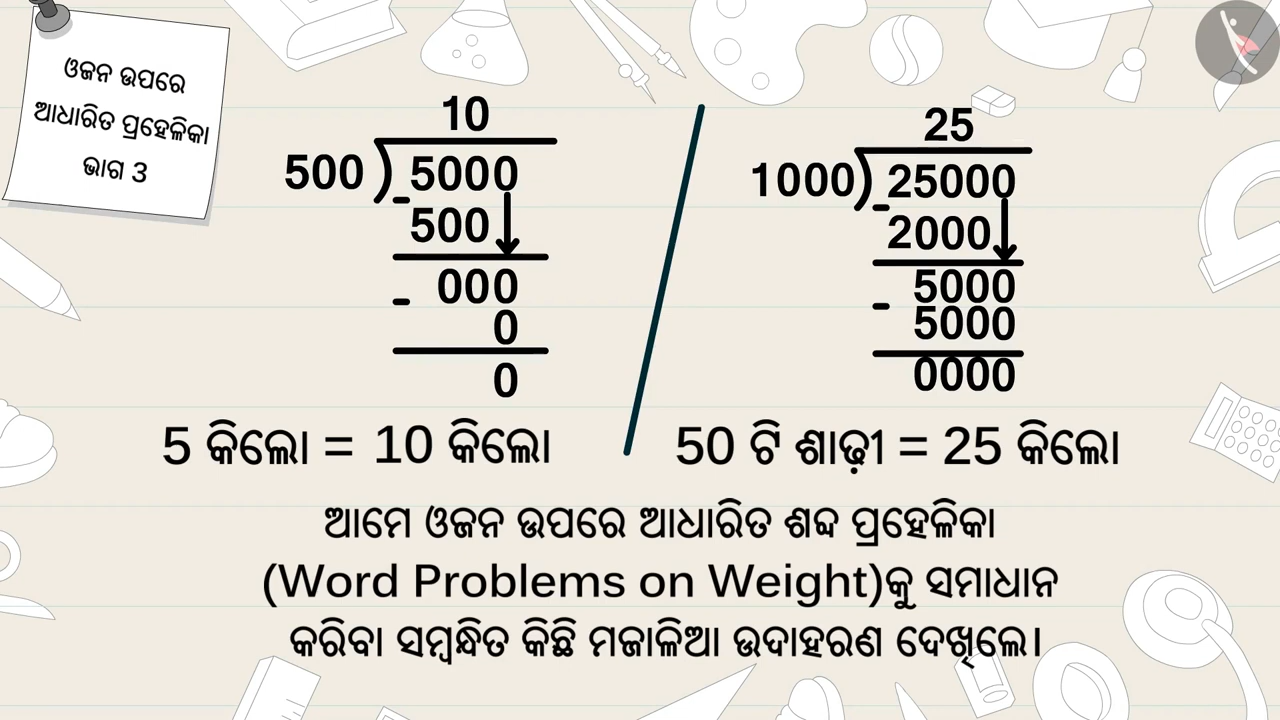 ଓଜନ ଉପରେ
ଆଧାରିତ ପ୍ରହେଳିକା
ଭାଗ 3
10
500 ) 5000
- 500
- 000
0
0
25
1000 ) 25000
- 2000
5000
- 5000
0000
5 କିଲୋ = 10 କିଲୋ
50 ଟି ଶାଢ଼ୀ = 25 କିଲୋ
ଆମେ ଓଜନ ଉପରେ ଆଧାରିତ ଶବ୍ଦ ପ୍ରହେଳିକା
(Word Problems on Weight)କୁ ସମାଧାନ
କରିବା ସମ୍ବନ୍ଧିତ କିଛି ମଜାଳିଆ ଉଦାହରଣ ଦେଖିଲେ।